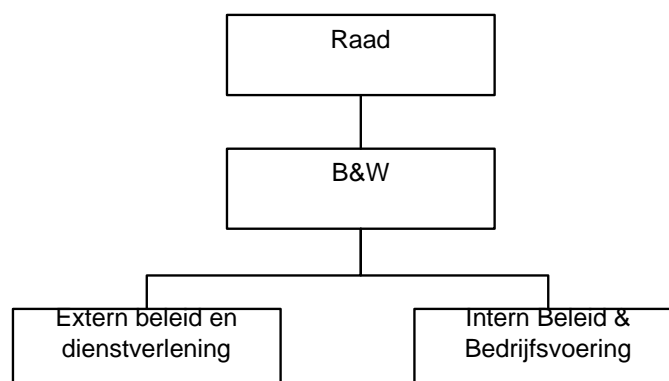 Raad
B&W
Extern beleid en
dienstverlening
Intern Beleid &
Bedrijfsvoering